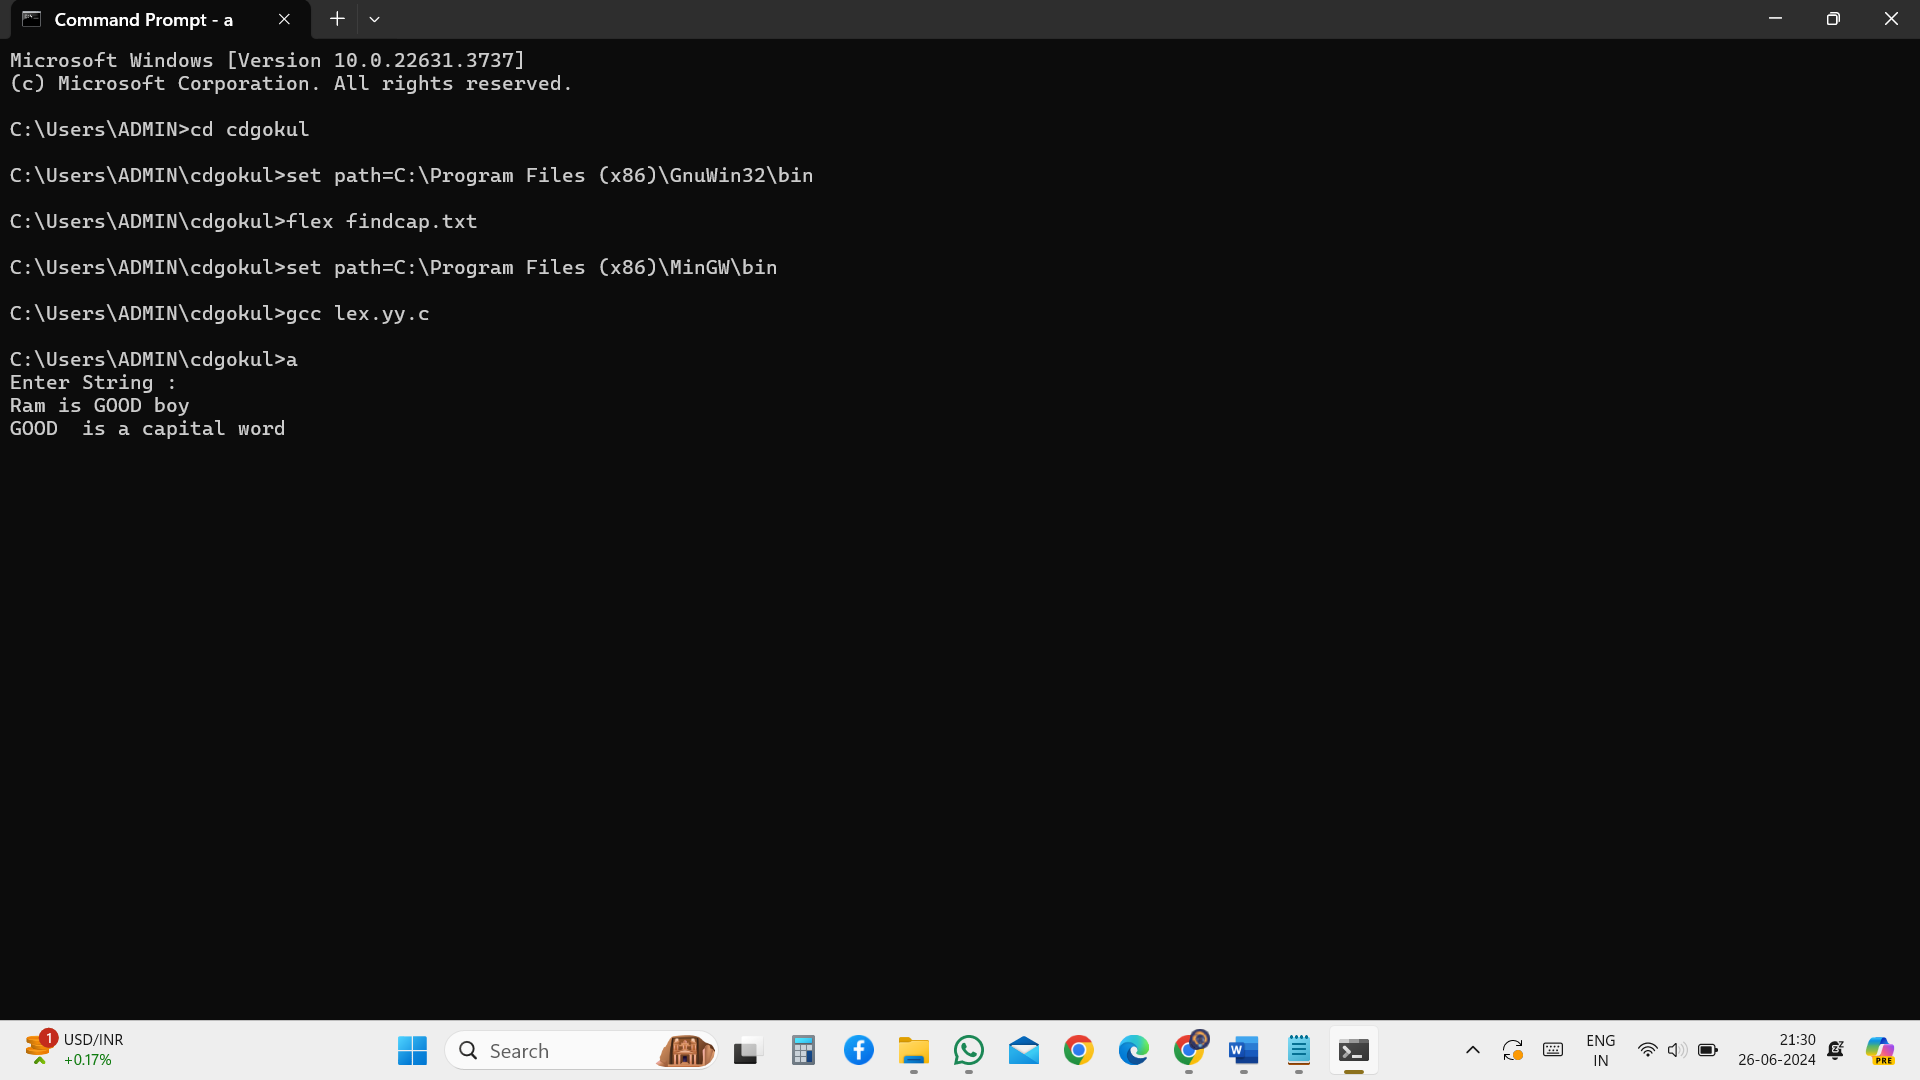 Command Prompt - a
Microsoft Windows [Version 10.0.22631.3737]
(c) Microsoft Corporation. All rights reserved.
C:\Users\ADMIN>cd cdgokul
C:\Users\ADMIN\cdgokul>set path=C:\Program Files (x86)\GnuWin32\bin
C:\Users\ADMIN\cdgokul>flex findcap.txt
C:\Users\ADMIN\cdgokul>set path=C:\Program Files (x86)\MinGW\bin
C:\Users\ADMIN\cdgokul>gcc lex.yy.c
C:\Users\ADMIN\cdgokul>a
Enter String :
Ram is GOOD boy
GOOD  is a capital word
1
USD/INR
+0.17%
Search
W
ENG
IN
21:30
26-06-2024
PRE